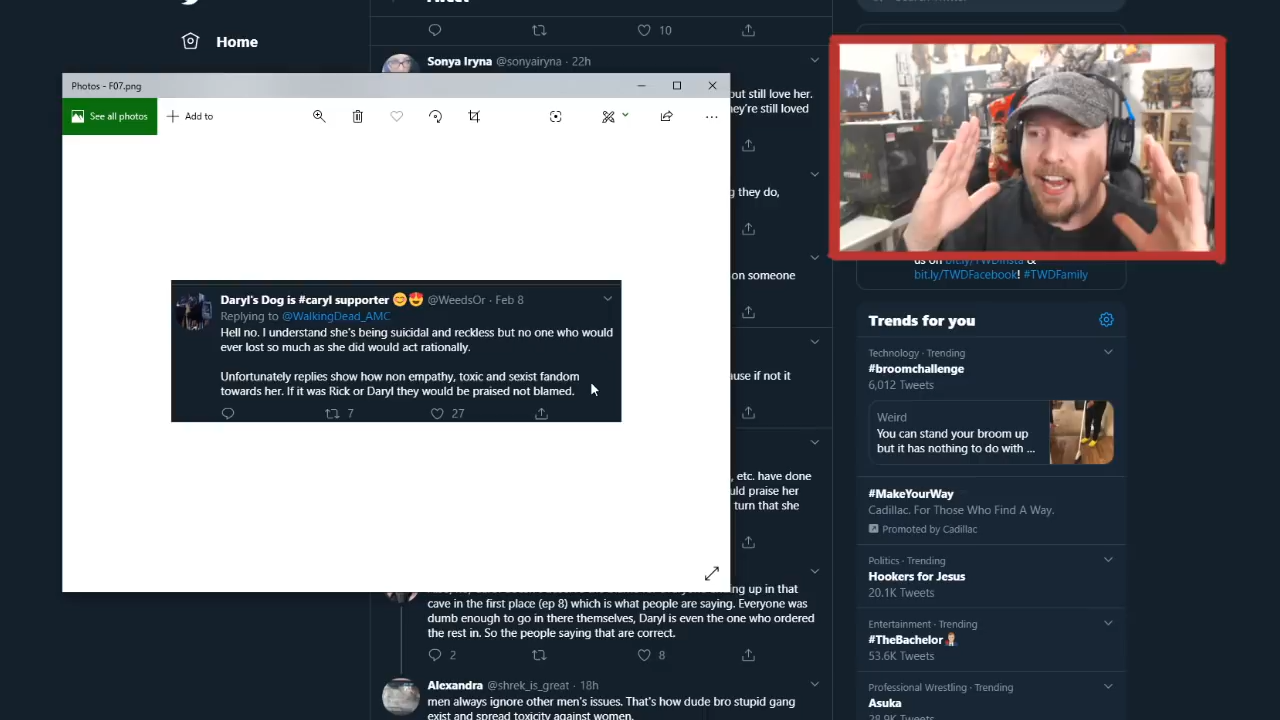 Home
10
Sonya Iryna @sonyairyna · 22h
but still love her.
they're still loved
g they do,
on someone
use if not it
, etc. have done
uld praise her
turn that she
ing up in that
cave in the first place (ep 8) which is what people are saying. Everyone was
dumb enough to go in there themselves, Daryl is even the one who ordered
the rest in. So the people saying that are correct.
2 8
Alexandra @shrek_is_great · 18h
men always ignore other men's issues. That's how dude bro stupid gang
exist and spread toxicity against women.
Photos - F07.png
See all photos
Add to
Daryl's Dog is #caryl supporter 😊😍 @WeedsOr · Feb 8
Replying to @WalkingDead_AMC
Hell no. I understand she's being suicidal and reckless but no one who would
ever lost so much as she did would act rationally.
Unfortunately replies show how non empathy, toxic and sexist fandom
towards her. If it was Rick or Daryl they would be praised not blamed.
7 27
us on bit.ly/TWDInsta &
bit.ly/TWDFacebook! #TWDFamily
Trends for you
Technology · Trending
#broomchallenge
6,012 Tweets
Weird
You can stand your broom up
but it has nothing to do with ...
#MakeYourWay
Cadillac. For Those Who Find A Way.
Promoted by Cadillac
Politics · Trending
Hookers for Jesus
20.1K Tweets
Entertainment · Trending
#TheBachelor
53.6K Tweets
Professional Wrestling · Trending
Asuka
28.9K Tweets